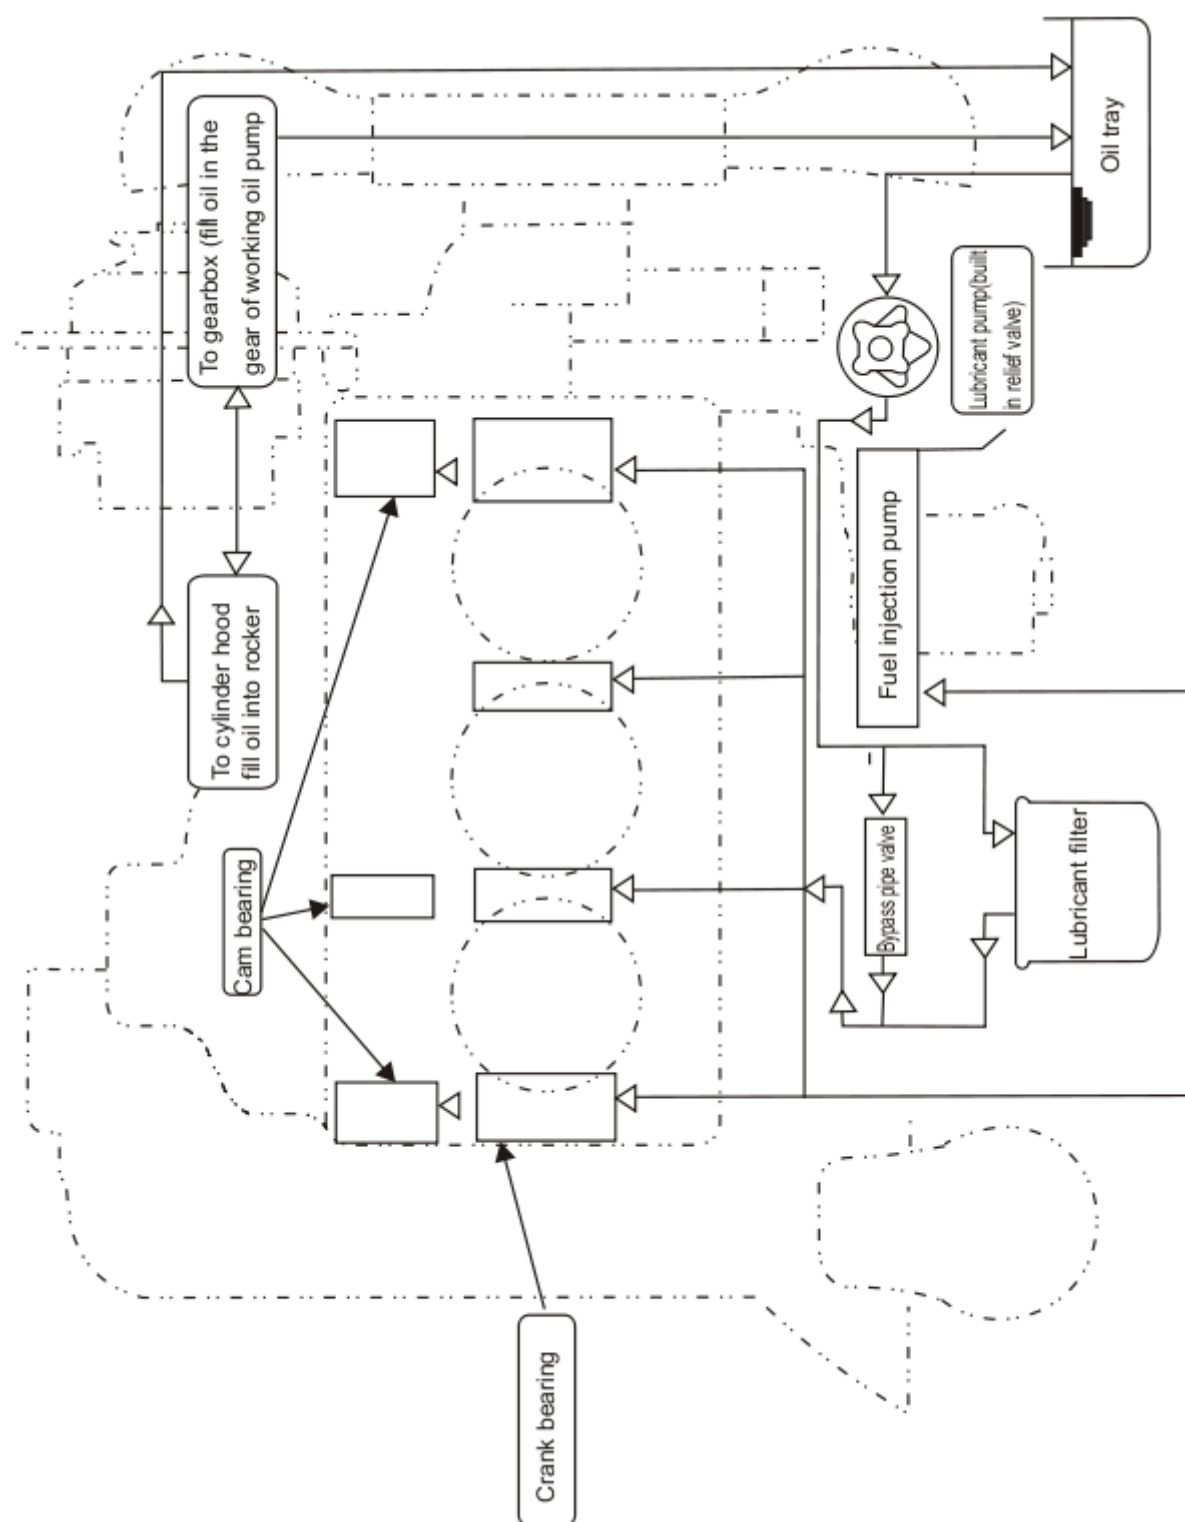 To gearbox (fill oil in the
gear of working oil pump
To cylinder hood
fill oil into rocker
Cam bearing
Crank bearing
Oil tray
Lubricant pump(built
in relief valve)
Fuel injection pump
Bypass pipe valve
Lubricant filter